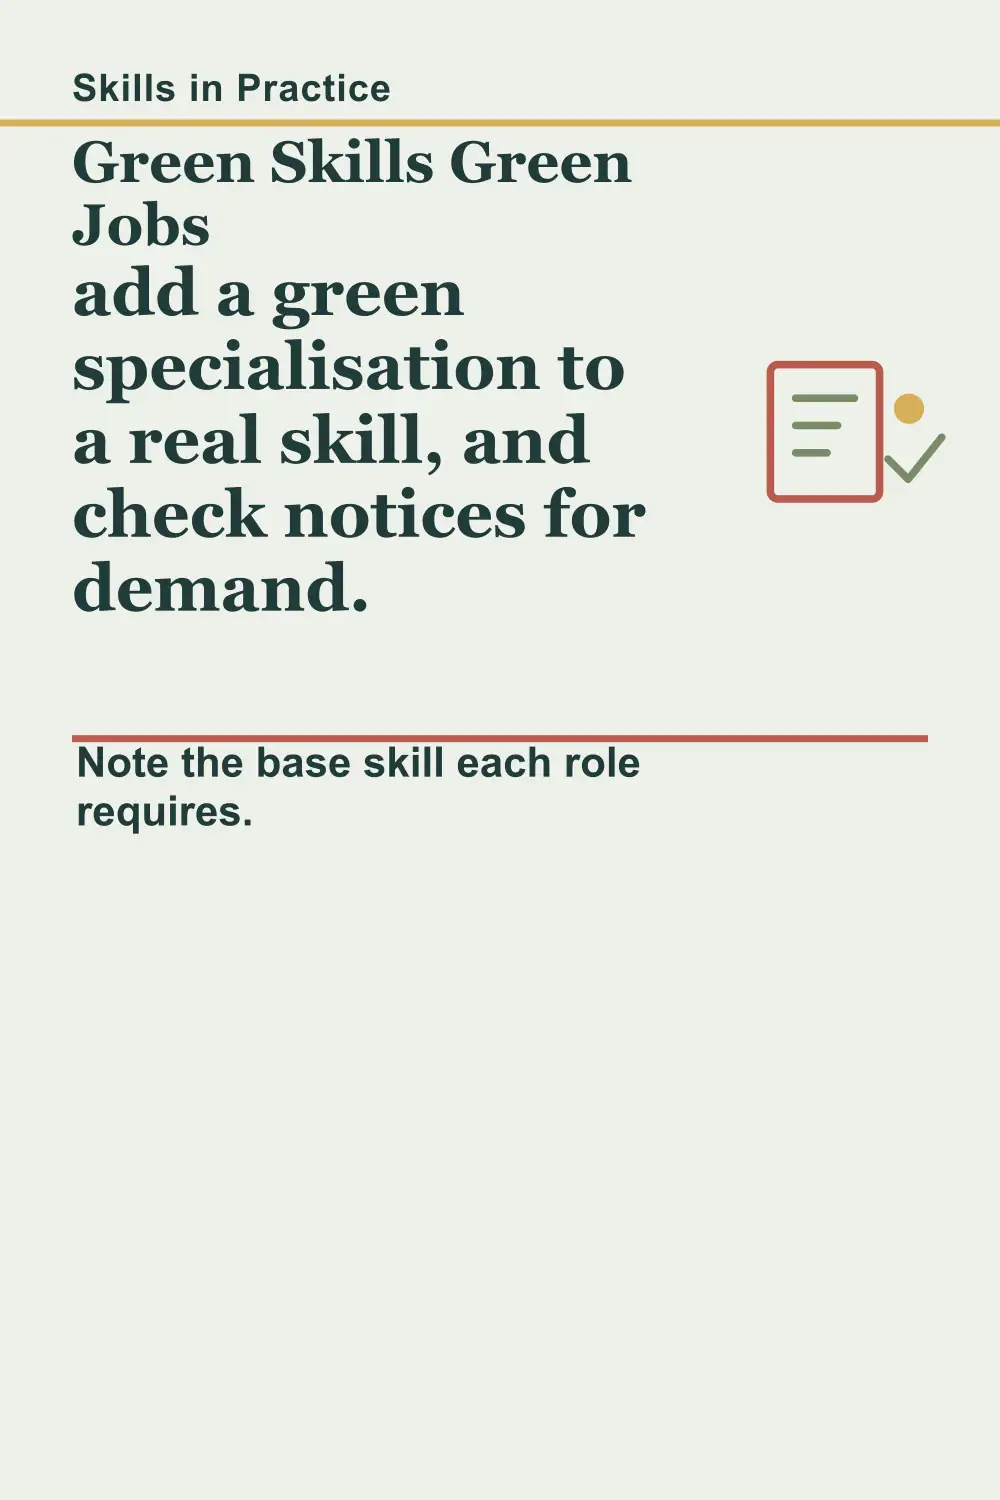 Skills in Practice
Green Skills Green
Jobs
add a green
specialisation to
a real skill, and
check notices for
demand.
Note the base skill each role
requires.